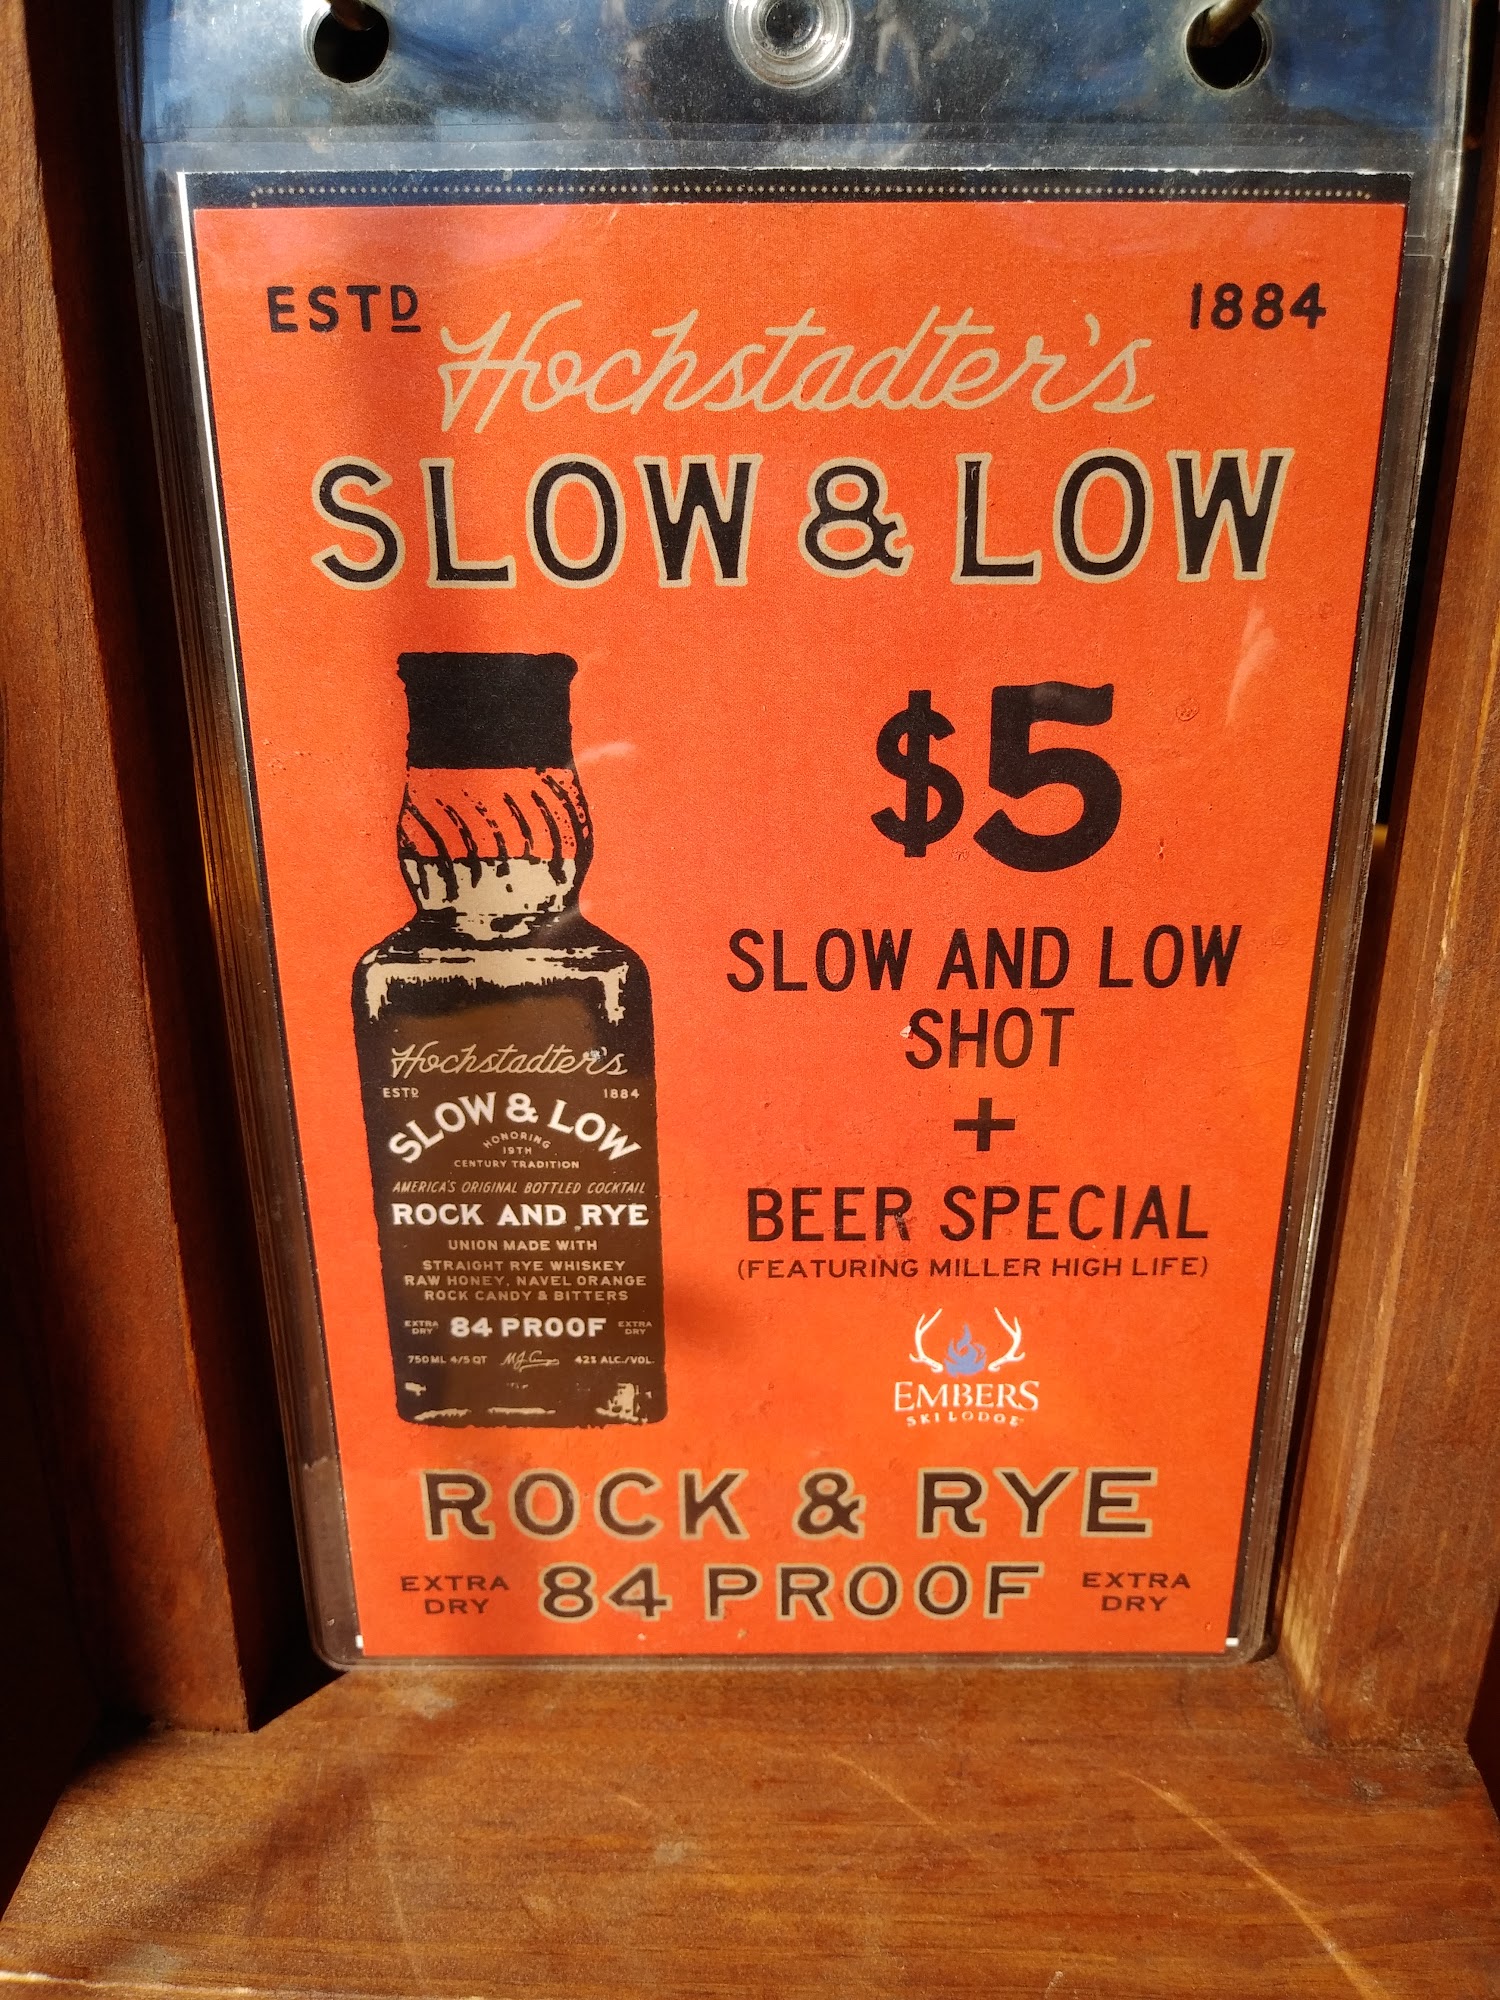 ESTD
1884
Hochstadter's
SLOW & LOW
$5
SLOW AND LOW
SHOT
+
BEER SPECIAL
(FEATURING MILLER HIGH LIFE)
EMBERS
SKI LODGE
Hochstadter's
ESTD
1884
SLOW & LOW
HONORING
19TH
CENTURY TRADITION
AMERICA'S ORIGINAL BOTTLED COCKTAIL
ROCK AND RYE
UNION MADE WITH
STRAIGHT RYE WHISKEY
RAW HONEY, NAVEL ORANGE
ROCK CANDY & BITTERS
EXTRA
DRY
84 PROOF
EXTRA
DRY
750ML 4/5 QT
42% ALC./VOL.
ROCK & RYE
EXTRA
DRY
84 PROOF
EXTRA
DRY